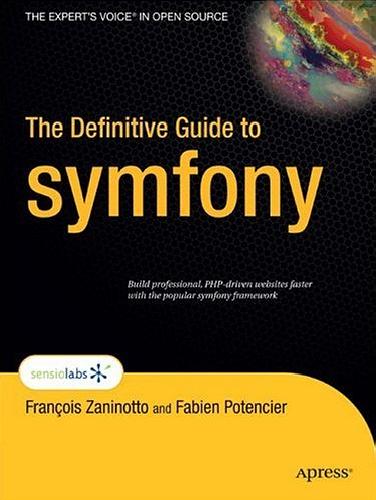 THE EXPERT'S VOICE® IN OPEN SOURCE
The Definitive Guide to
symfony
Build professional, PHP-driven websites faster
with the popular symfony framework
sensiolabs
François Zaninotto and Fabien Potencier
Apress®